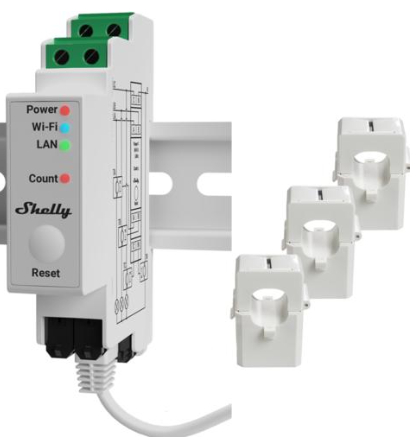 Power
Wi-Fi
LAN
Count
Shelly
Reset